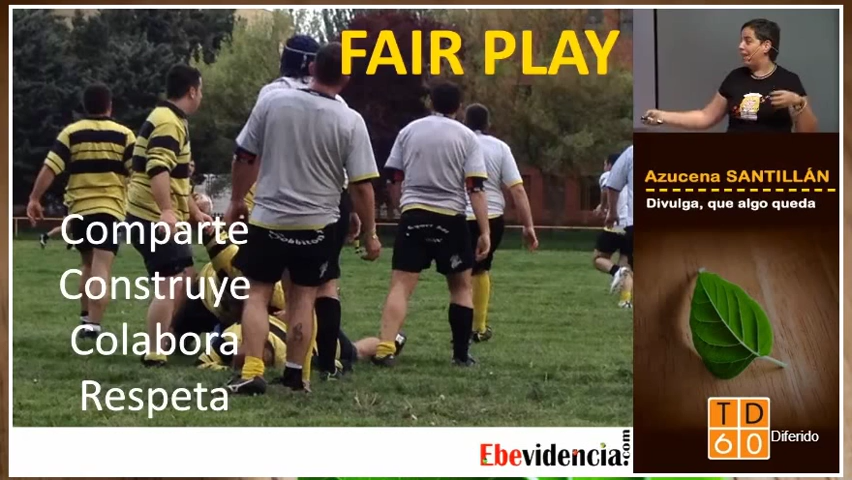 FAIR PLAY
Comparte
Construye
Colabora
Respeta
Ebevidencia.com
Azucena SANTILLÁN
Divulga, que algo queda
TD
60
Diferido